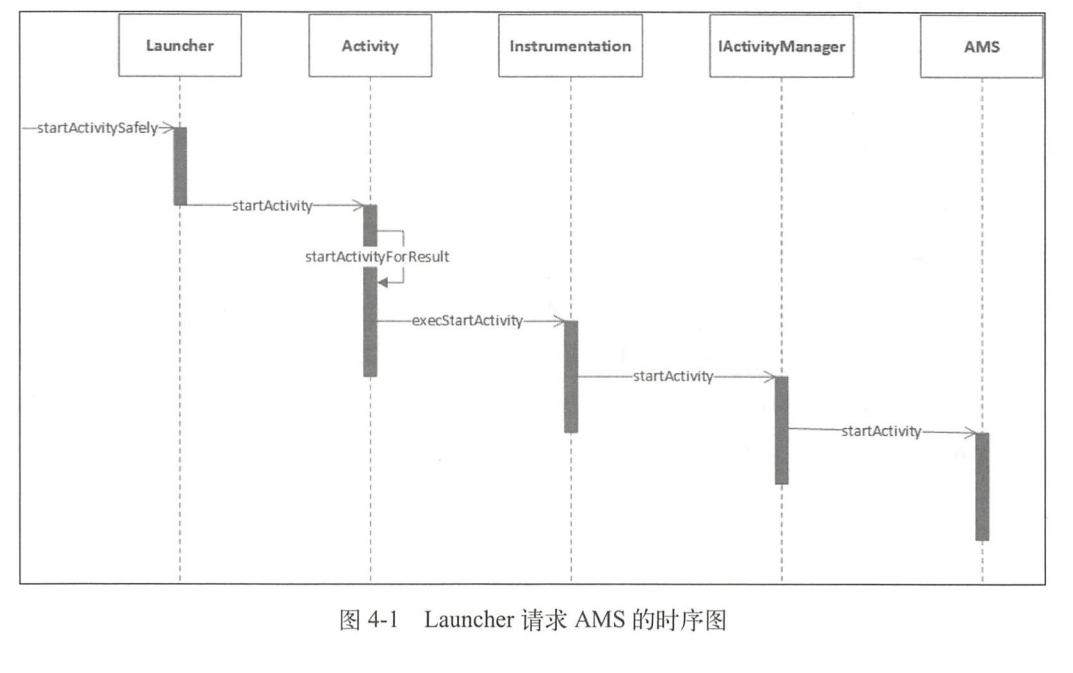 Launcher
Activity
Instrumentation
IActivityManager
AMS
startActivitySafely
startActivity
startActivityForResult
execStartActivity
startActivity
startActivity
图 4-1 Launcher 请求 AMS 的时序图